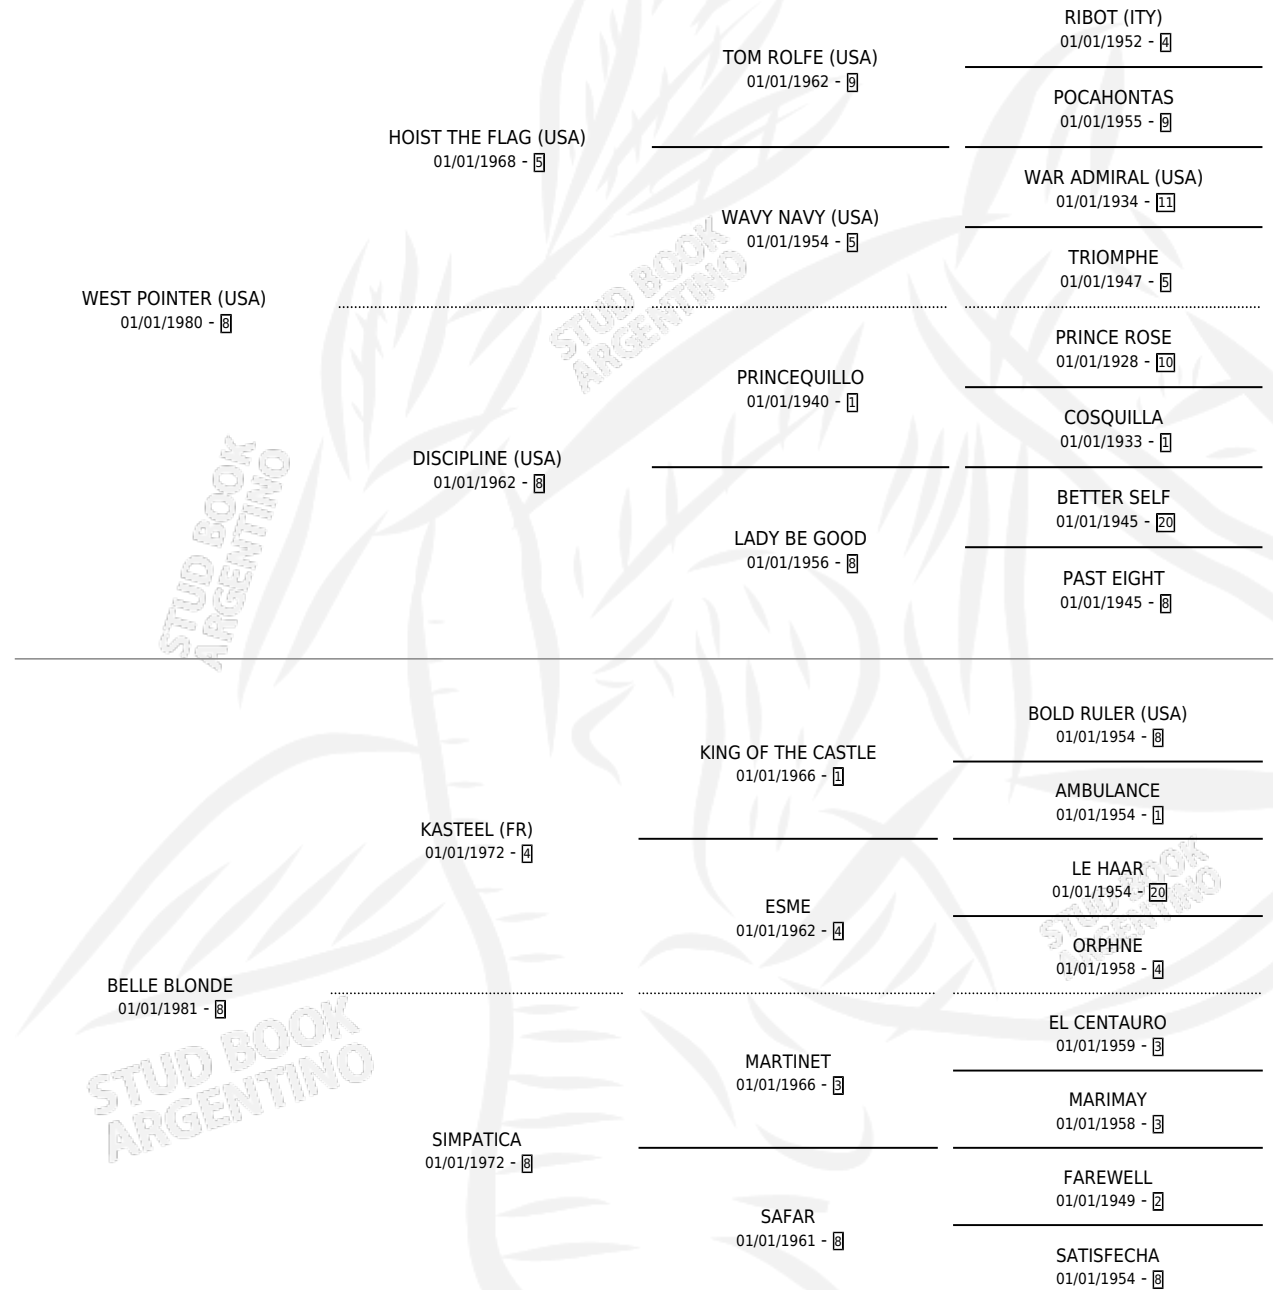 RIBOT (ITY)
01/01/1952 - 4
TOM ROLFE (USA)
01/01/1962 - 9
POCAHONTAS
01/01/1955 - 9
HOIST THE FLAG (USA)
01/01/1968 - 5
WAR ADMIRAL (USA)
01/01/1934 - 11
WAVY NAVY (USA)
01/01/1954 - 5
TRIOMPHE
01/01/1947 - 5
WEST POINTER (USA)
01/01/1980 - 8
STUD BOOK
ARGENTINO
PRINCE ROSE
01/01/1928 - 10
PRINCEQUILLO
01/01/1940 - 1
COSQUILLA
01/01/1933 - 1
DISCIPLINE (USA)
01/01/1962 - 8
BETTER SELF
01/01/1945 - 20
LADY BE GOOD
01/01/1956 - 8
PAST EIGHT
01/01/1945 - 8
STUD BOOK
ARGENTINO
BOLD RULER (USA)
01/01/1954 - 8
KING OF THE CASTLE
01/01/1966 - 1
AMBULANCE
01/01/1954 - 1
KASTEEL (FR)
01/01/1972 - 4
LE HAAR
01/01/1954 - 20
ESME
01/01/1962 - 4
STUD BOOK
ARGENTINO
ORPHNE
01/01/1958 - 4
BELLE BLONDE
01/01/1981 - 8
STUD BOOK
ARGENTINO
EL CENTAURO
01/01/1959 - 3
MARTINET
01/01/1966 - 3
MARIMAY
01/01/1958 - 3
SIMPATICA
01/01/1972 - 8
FAREWELL
01/01/1949 - 2
SAFAR
01/01/1961 - 8
SATISFECHA
01/01/1954 - 8